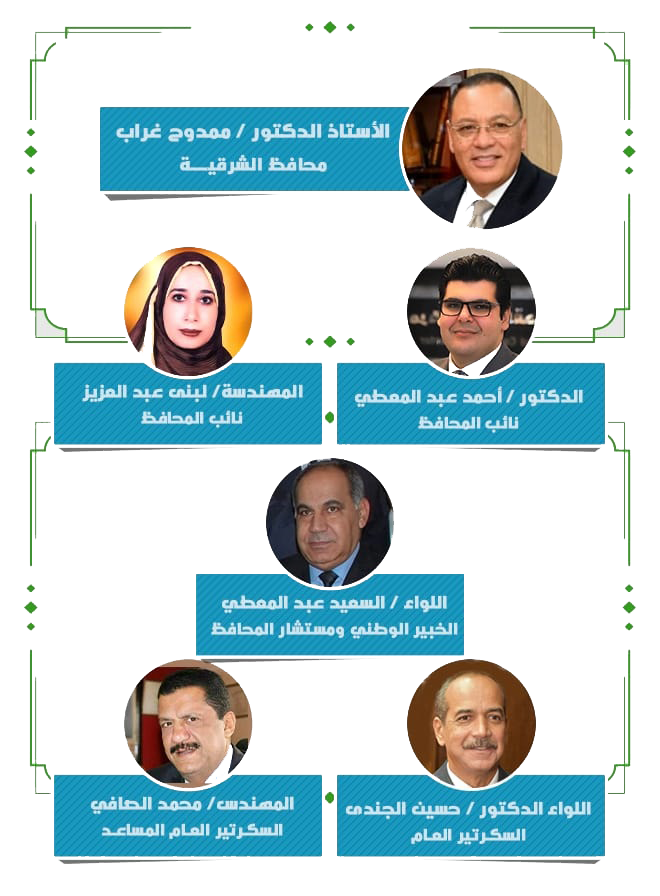 الأستاذ الدكتور / ممدوح غراب
محافظ الشرقيـــة
الدكتور / أحمد عبد المعطي
نائب المحافظ
المهندسة/ لبنى عبد العزيز
نائب المحافظ
اللواء / السعيد عبد المعطي
الخبير الوطني ومستشار المحافظ
اللواء الدكتور / حسين الجندى
السكرتير العام
المهندس/ محمد الصافي
السكرتير العام المساعد